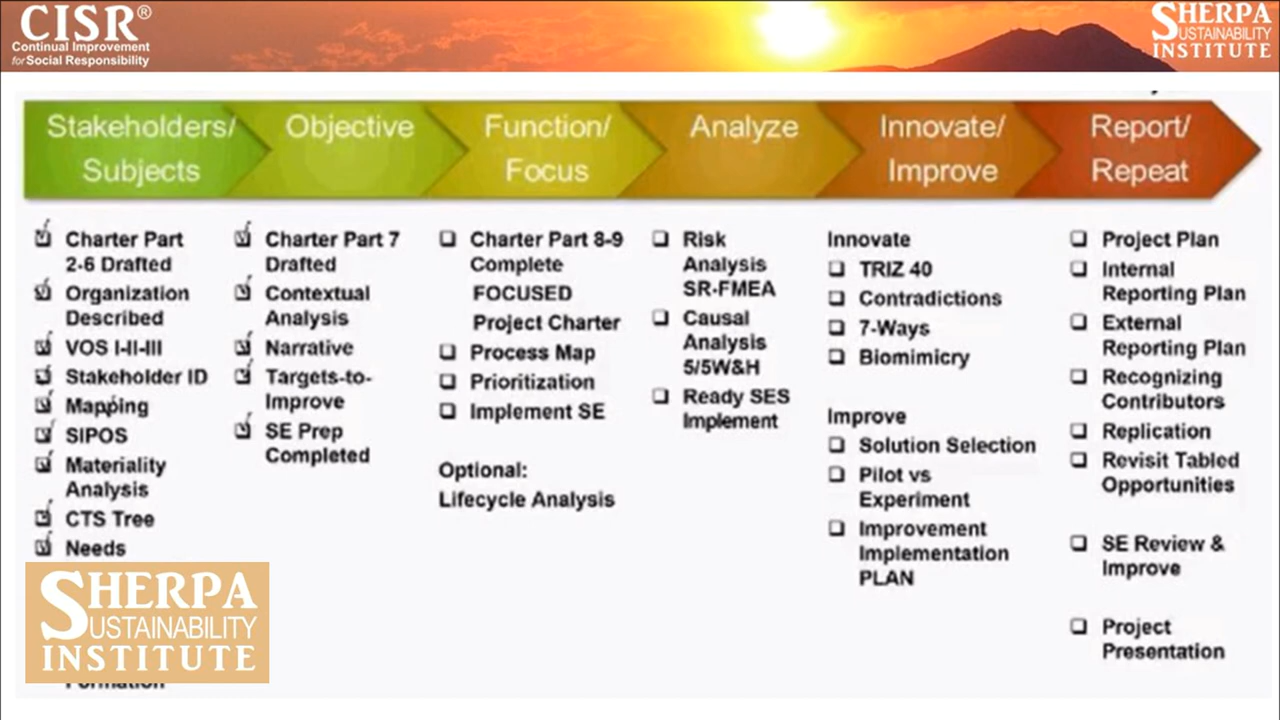 CISR®
Continual Improvement
for Social Responsibility
SHERPA
SUSTAINABILITY
INSTITUTE
Stakeholders/
Subjects
Objective
Function/
Focus
Analyze
Innovate/
Improve
Report/
Repeat
Charter Part
2-6 Drafted
Organization
Described
VOS I-II-III
Stakeholder ID
Mapping
SIPOS
Materiality
Analysis
CTS Tree
Needs
Charter Part 7
Drafted
Contextual
Analysis
Narrative
Targets-to-
Improve
SE Prep
Completed
Charter Part 8-9
Complete
FOCUSED
Project Charter
Process Map
Prioritization
Implement SE
Optional:
Lifecycle Analysis
Risk
Analysis
SR-FMEA
Causal
Analysis
5/5W&H
Ready SES
Implement
Innovate
TRIZ 40
Contradictions
7-Ways
Biomimicry
Improve
Solution Selection
Pilot vs
Experiment
Improvement
Implementation
PLAN
Project Plan
Internal
Reporting Plan
External
Reporting Plan
Recognizing
Contributors
Replication
Revisit Tabled
Opportunities
SE Review &
Improve
Project
Presentation
SHERPA
SUSTAINABILITY
INSTITUTE